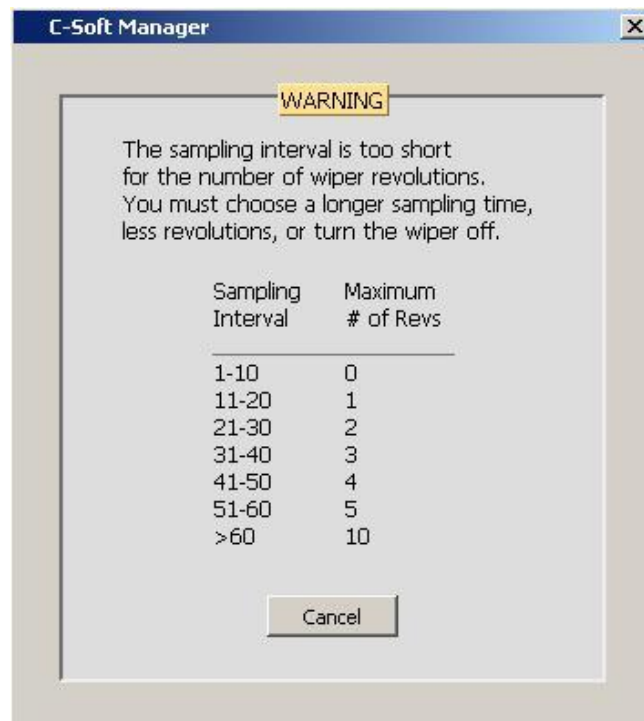 C-Soft Manager
WARNING
The sampling interval is too short
for the number of wiper revolutions.
You must choose a longer sampling time,
less revolutions, or turn the wiper off.
Sampling Maximum
Interval # of Revs
1-10 0
11-20 1
21-30 2
31-40 3
41-50 4
51-60 5
>60 10
Cancel